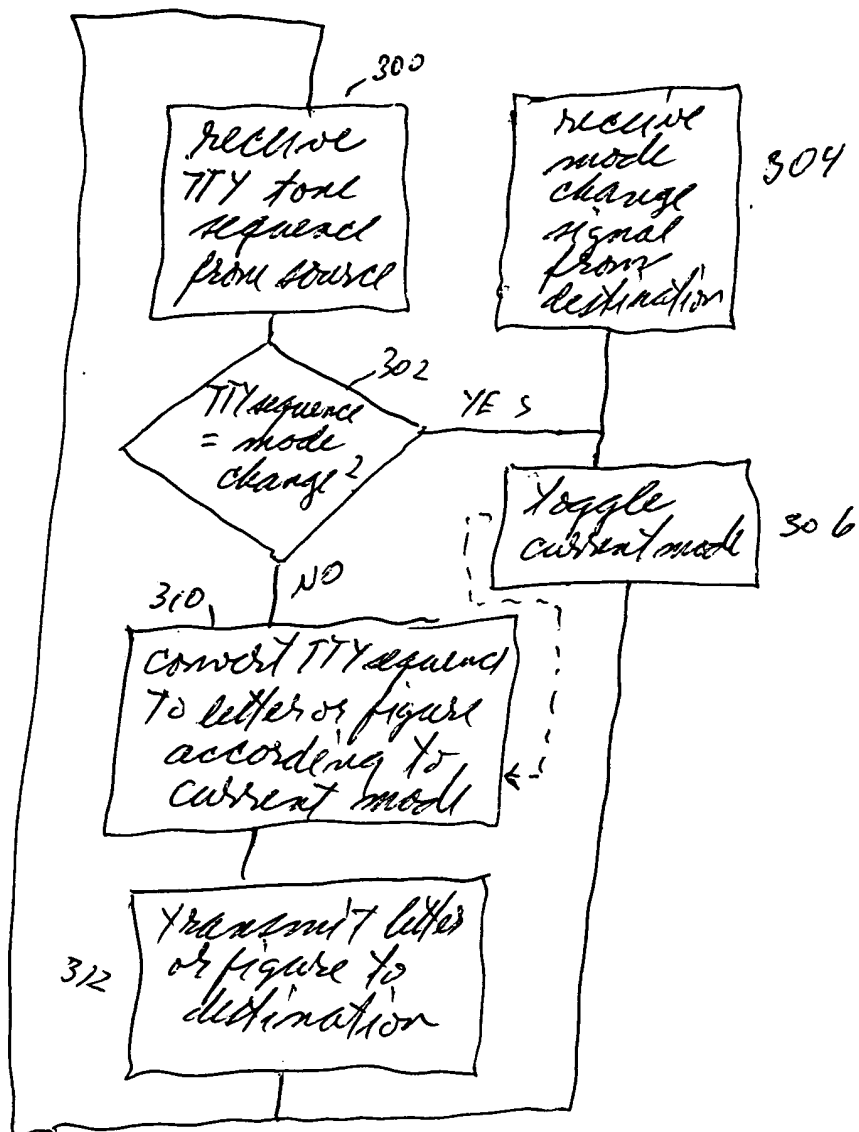 300
receive
TTY tone
sequence
from source
receive
mode
change
signal
from
destination
304
302
TTY sequence
= mode
change?
YES
toggle
current mode
306
NO
310
convert TTY sequence
to letter or figure
according to
current mode
transmit letter
or figure to
destination
312